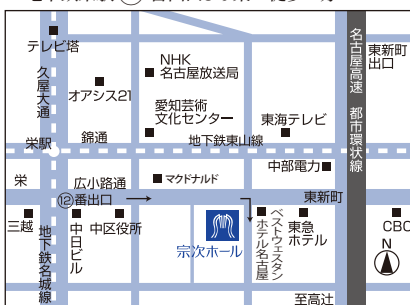 テレビ塔
久屋大通
NHK
名古屋放送局
名古屋高速 都市環状線
東新町
出口
オアシス21
愛知芸術
文化センター
東海テレビ
栄駅
錦通
地下鉄東山線
中部電力
栄
広小路通
マクドナルド
東新町
⑫番出口
三越
地下鉄名城線
中日ビル
中区役所
宗次ホール
ベストウェスタン
ホテル名古屋
東急
ホテル
CBC
N
至高辻